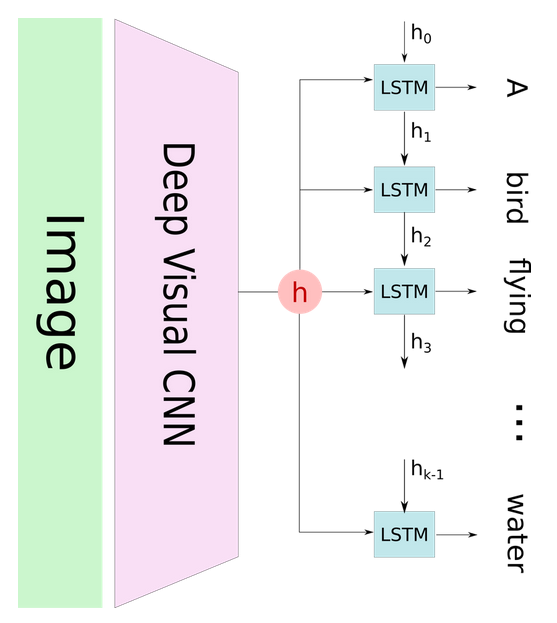 Image
Deep Visual CNN
h
h0
LSTM
A
h1
LSTM
bird
h2
LSTM
flying
h3
...
hk-1
LSTM
water